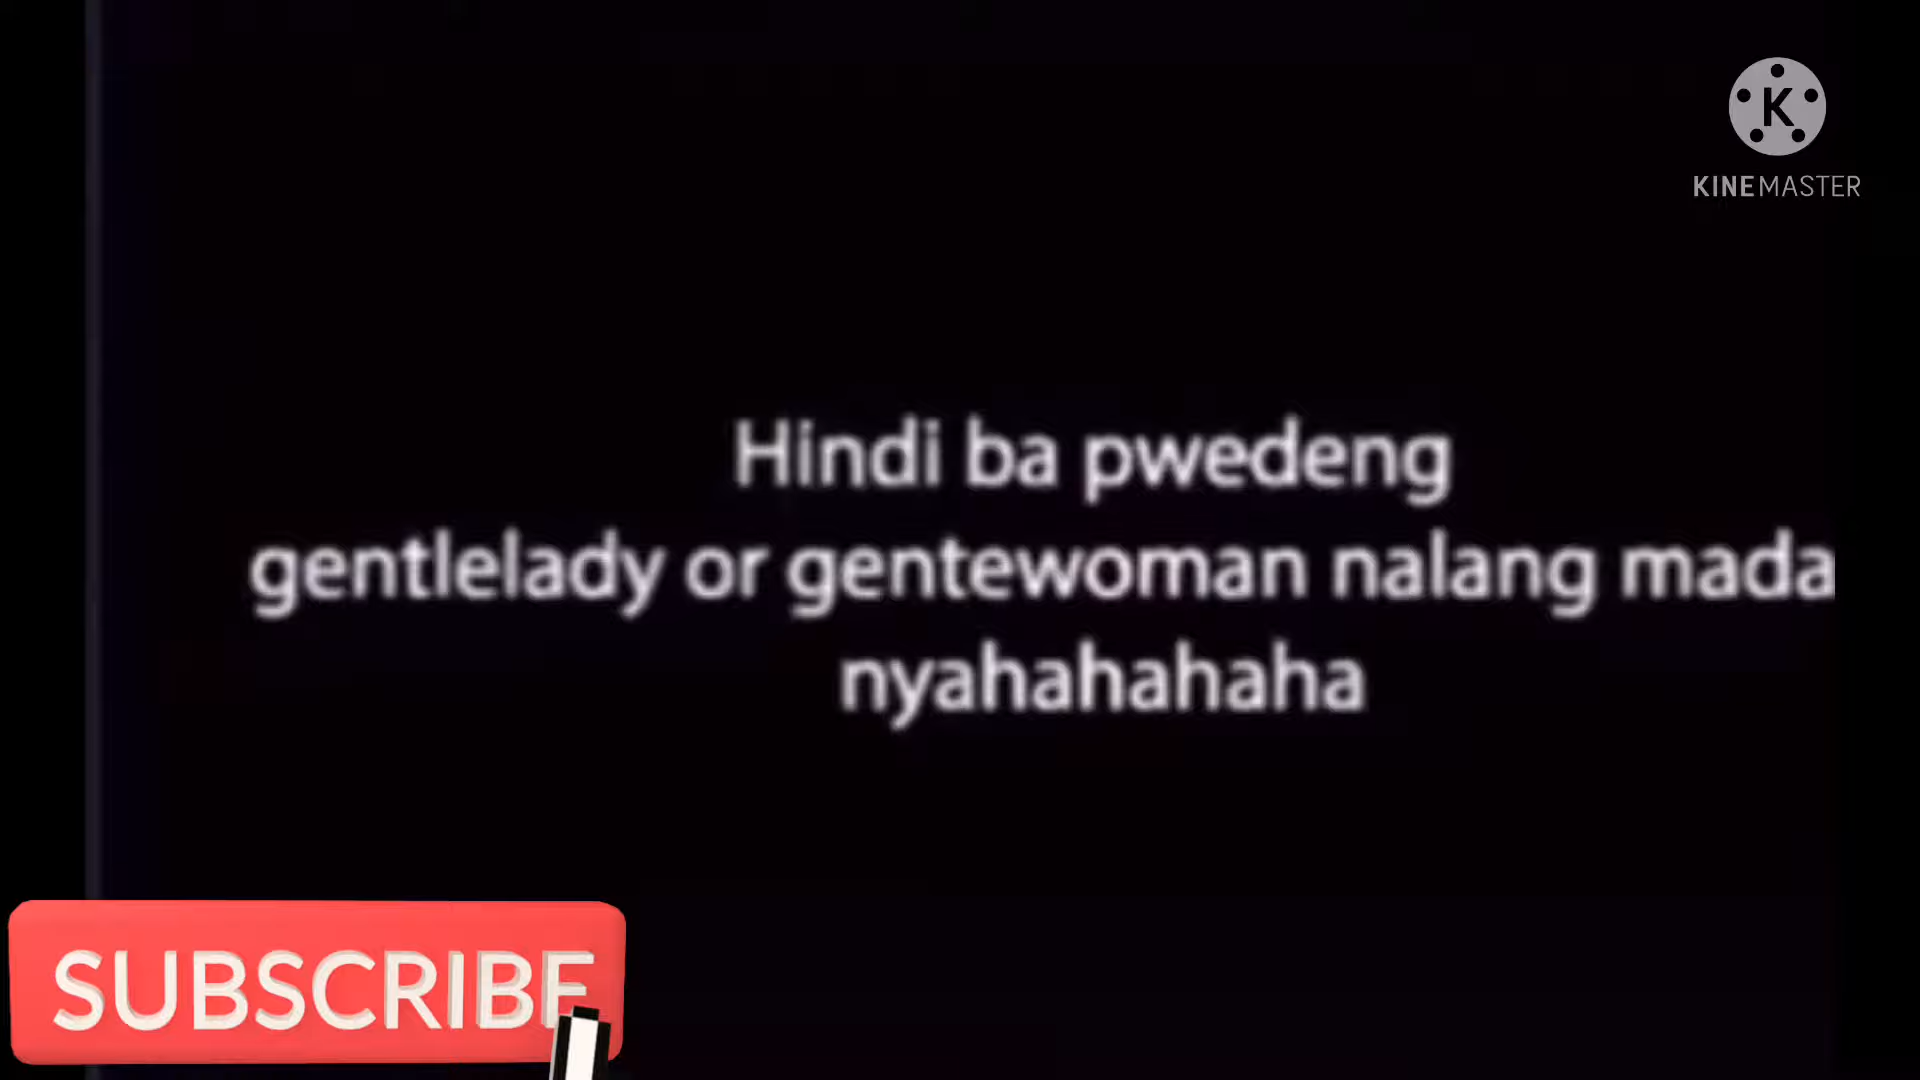 KINEMASTER
Hindi ba pwedeng
gentlelady or gentewoman nalang mada
nyahahahaha
SUBSCRIBE